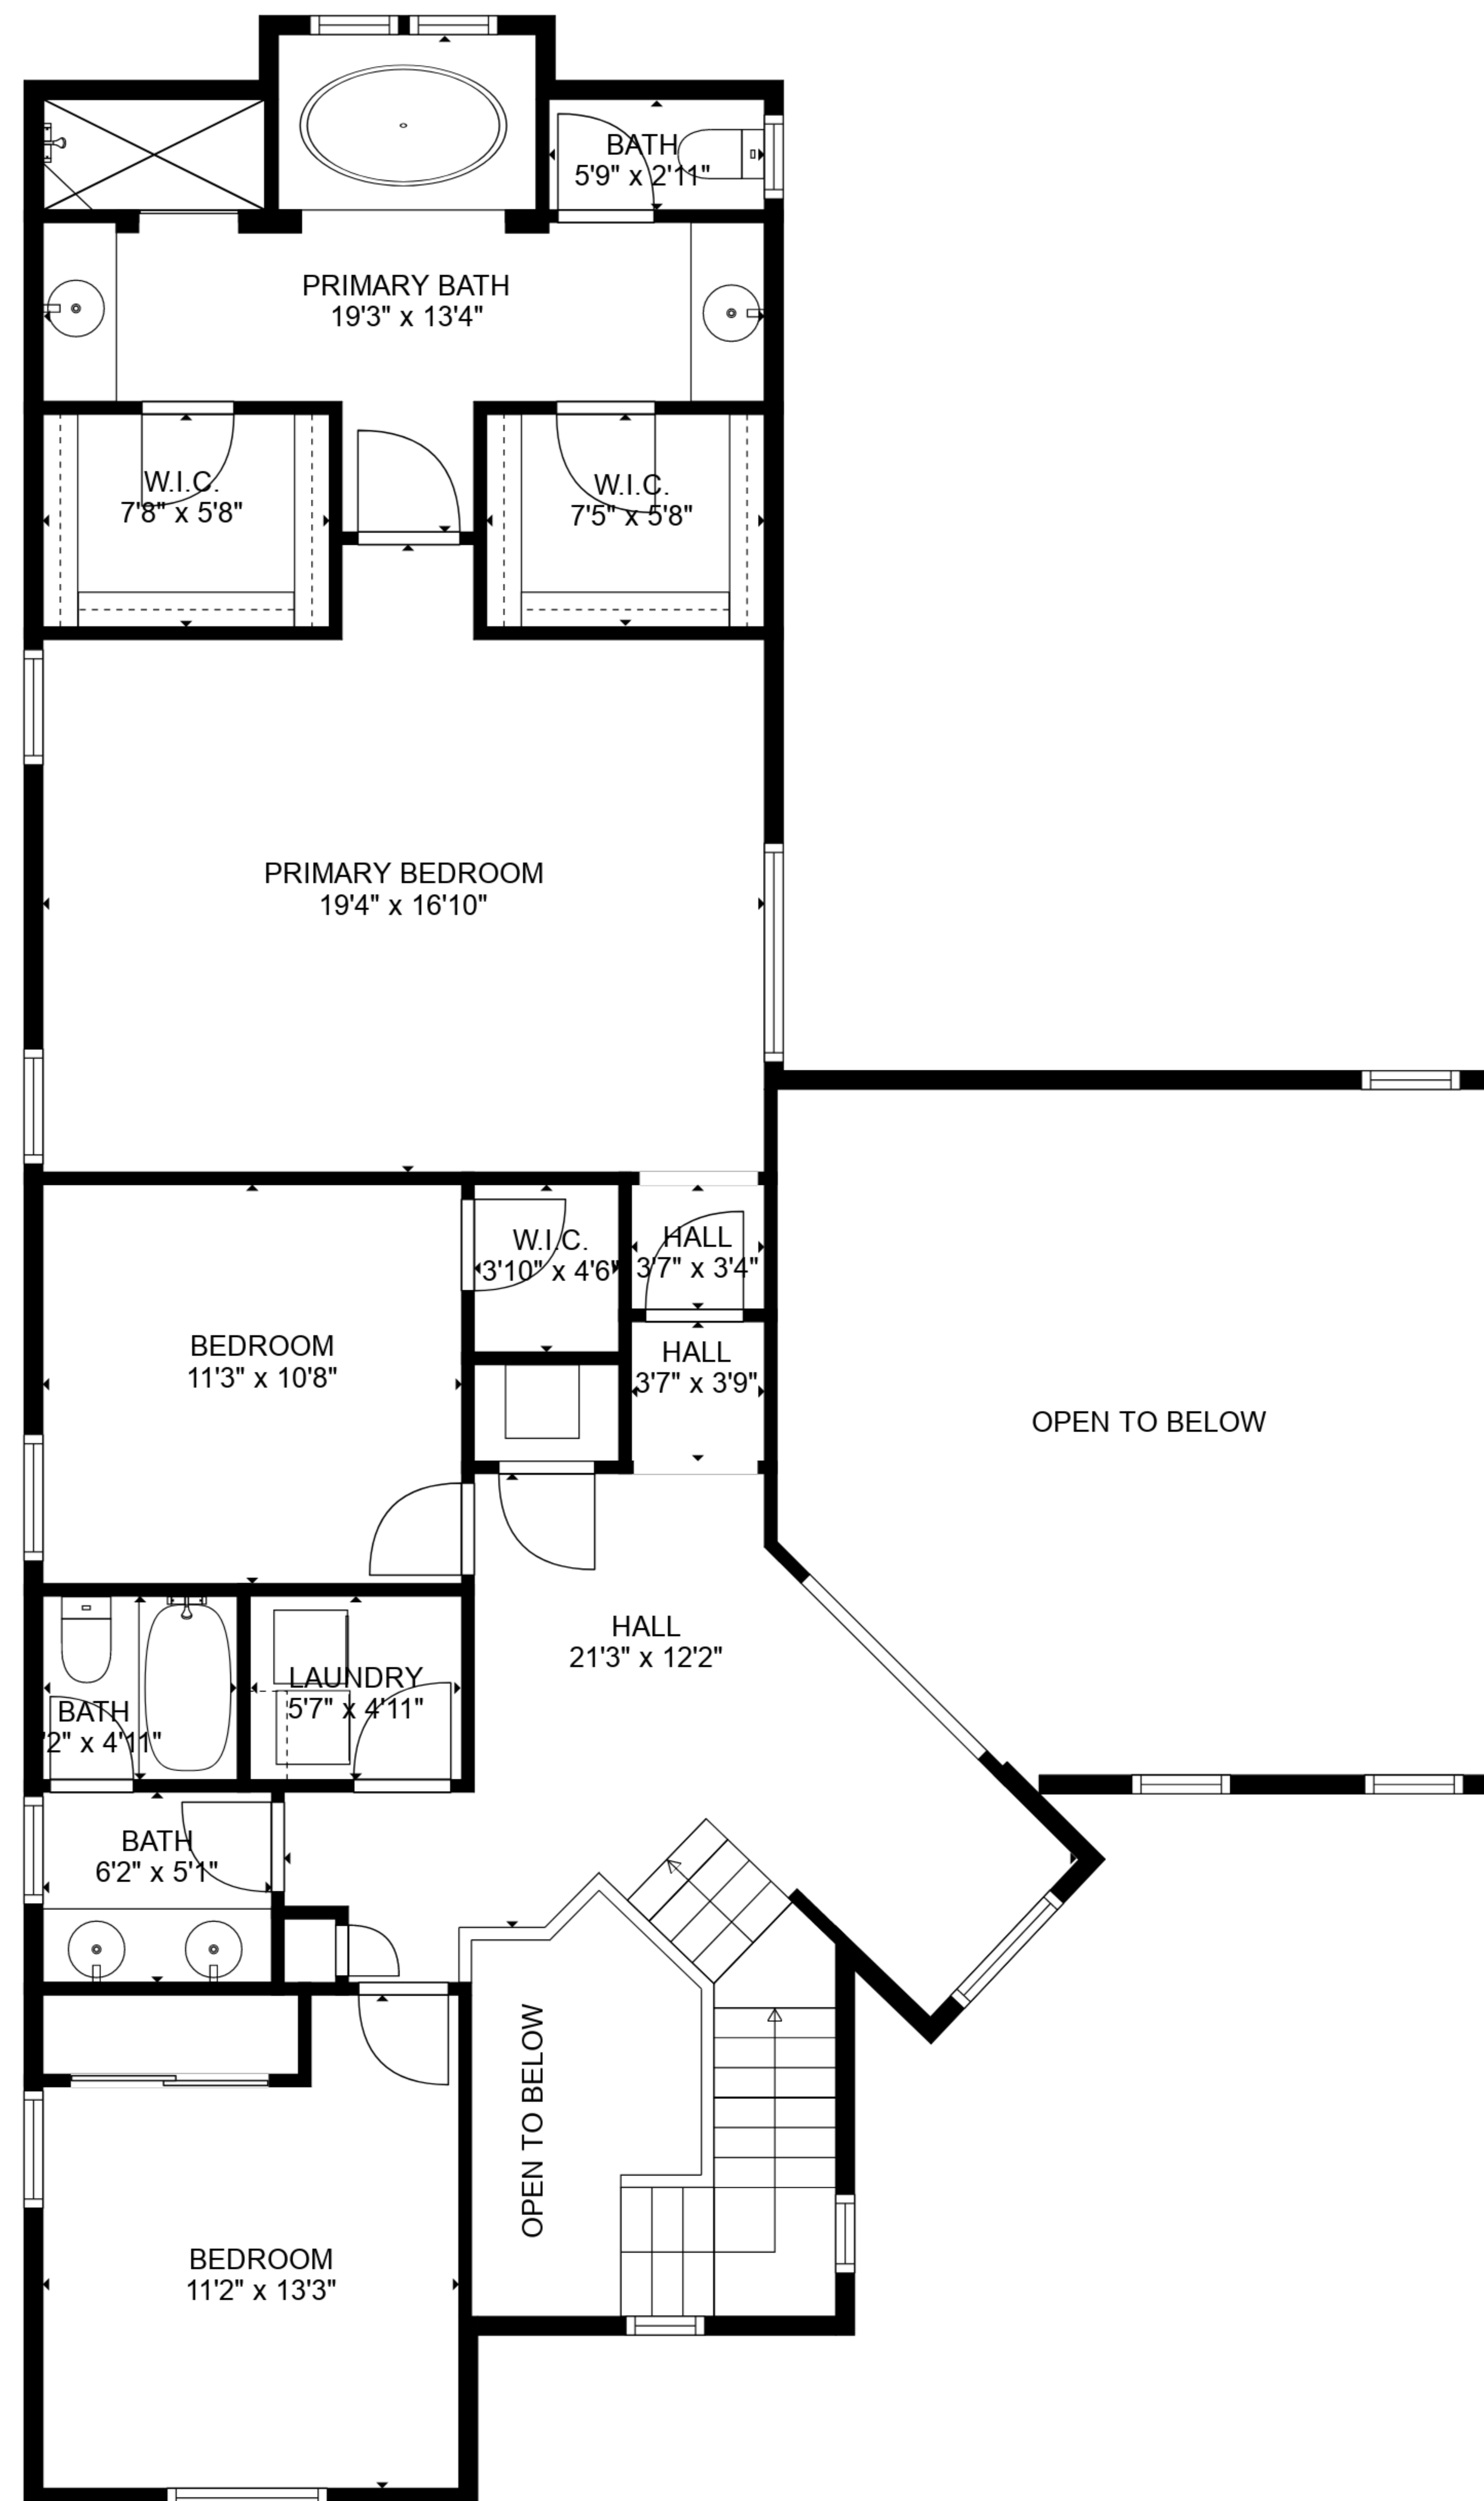 BATH
5'9" x 2'11"
PRIMARY BATH
19'3" x 13'4"
W.I.C.
7'8" x 5'8"
W.I.C.
7'5" x 5'8"
PRIMARY BEDROOM
19'4" x 16'10"
W.I.C.
3'10" x 4'6"
HALL
3'7" x 3'4"
HALL
3'7" x 3'9"
BEDROOM
11'3" x 10'8"
OPEN TO BELOW
HALL
21'3" x 12'2"
LAUNDRY
5'7" x 4'11"
BATH
'2" x 4'11"
BATH
6'2" x 5'1"
OPEN TO BELOW
BEDROOM
11'2" x 13'3"